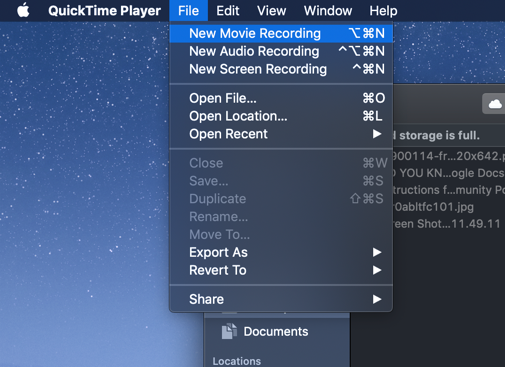 QuickTime Player File Edit View Window Help
New Movie Recording ⌥⌘N
New Audio Recording ^⌥⌘N
New Screen Recording ^⌘N
Open File... ⌘O
Open Location... ⌘L
Open Recent ▶
Close ⌘W
Save... ⌘S
Duplicate ⇧⌘S
Rename...
Move To...
Export As ▶
Revert To ▶
Share ▶
storage is full.
900114-fr...20x642.
YOU KN...ogle Docs
tructions f...munity Po
0abltfc101.jpg
een Shot...11.49.11
Documents
Locations